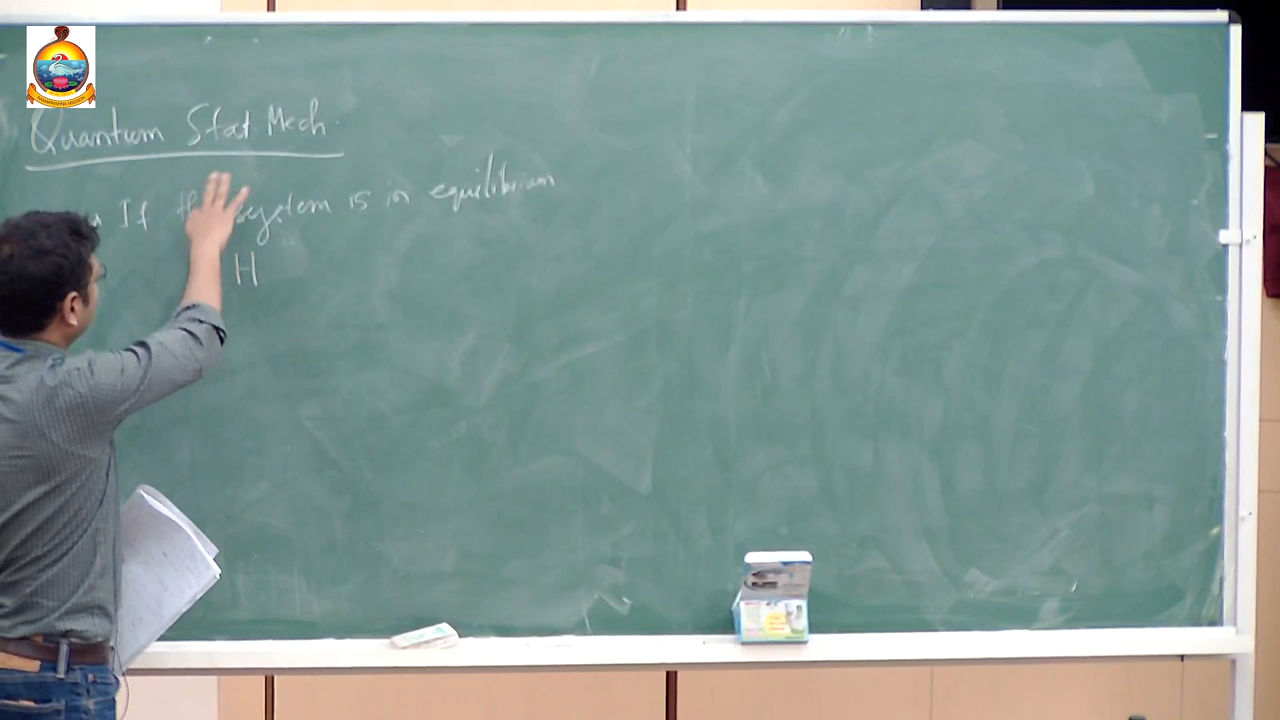 Quantum Stat. Mech.
If the system is in equilibrium
H